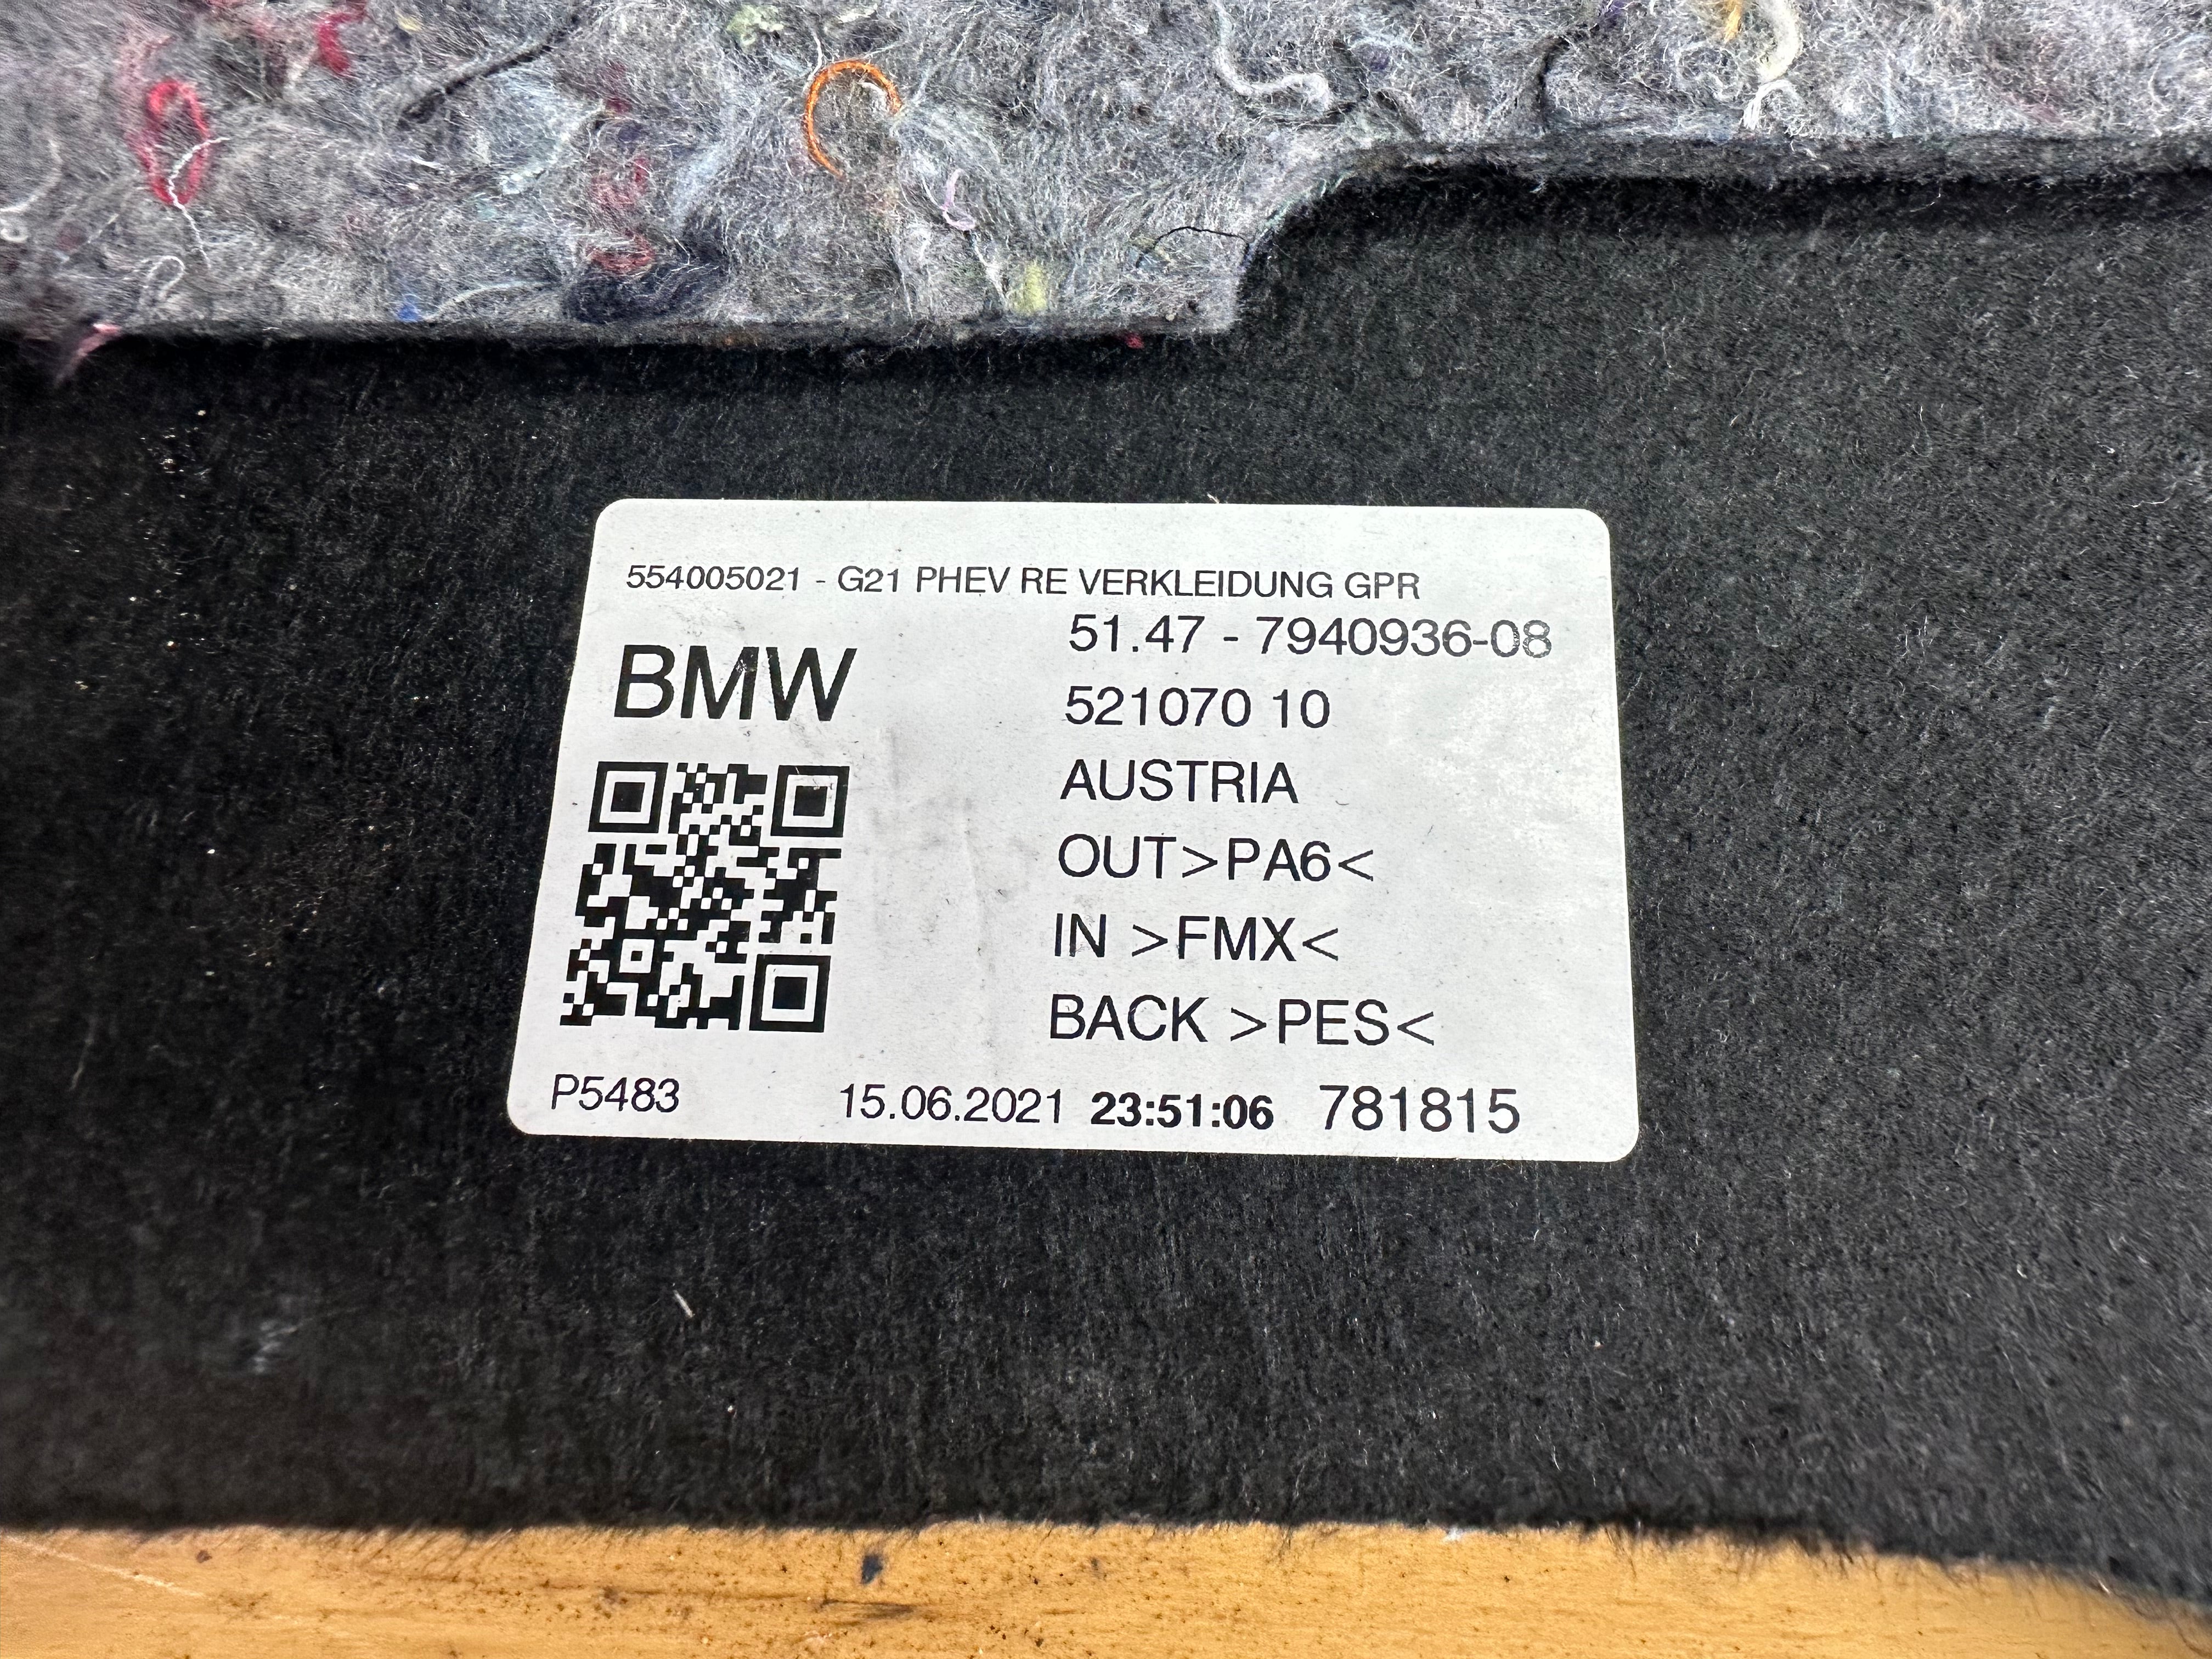 554005021 - G21 PHEV RE VERKLEIDUNG GPR
51.47 - 7940936-08
BMW
521070 10
AUSTRIA
OUT>PA6<
IN >FMX<
BACK >PES<
P5483 15.06.2021 23:51:06 781815